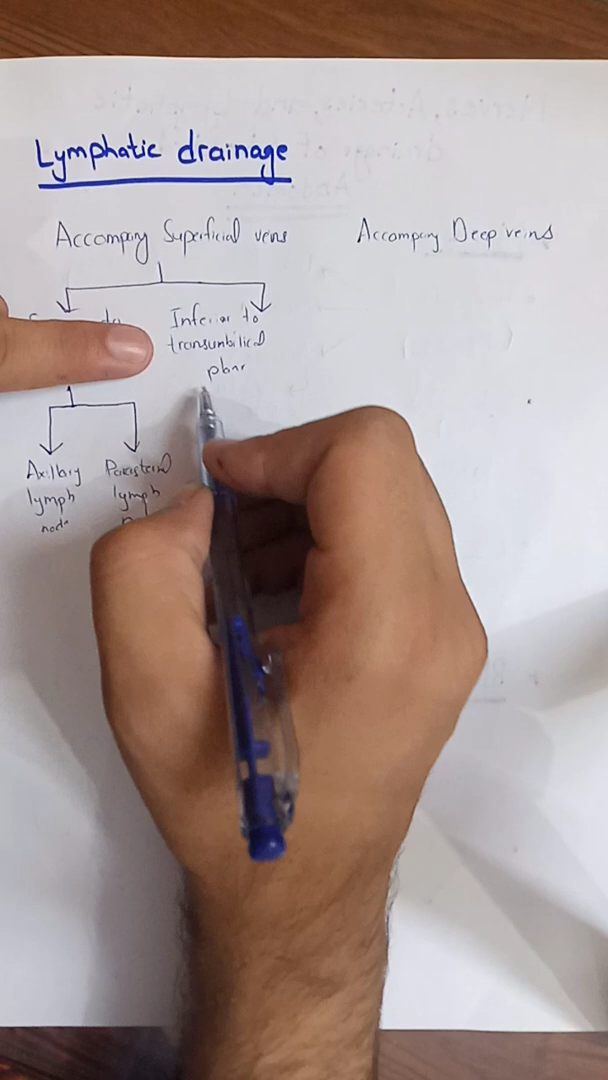 Lymphatic drainage
Accompany Superficial veins
Accompany Deep veins
Inferior to
transumbilical
plane
Axillary
lymph
node
Parasternal
lymph